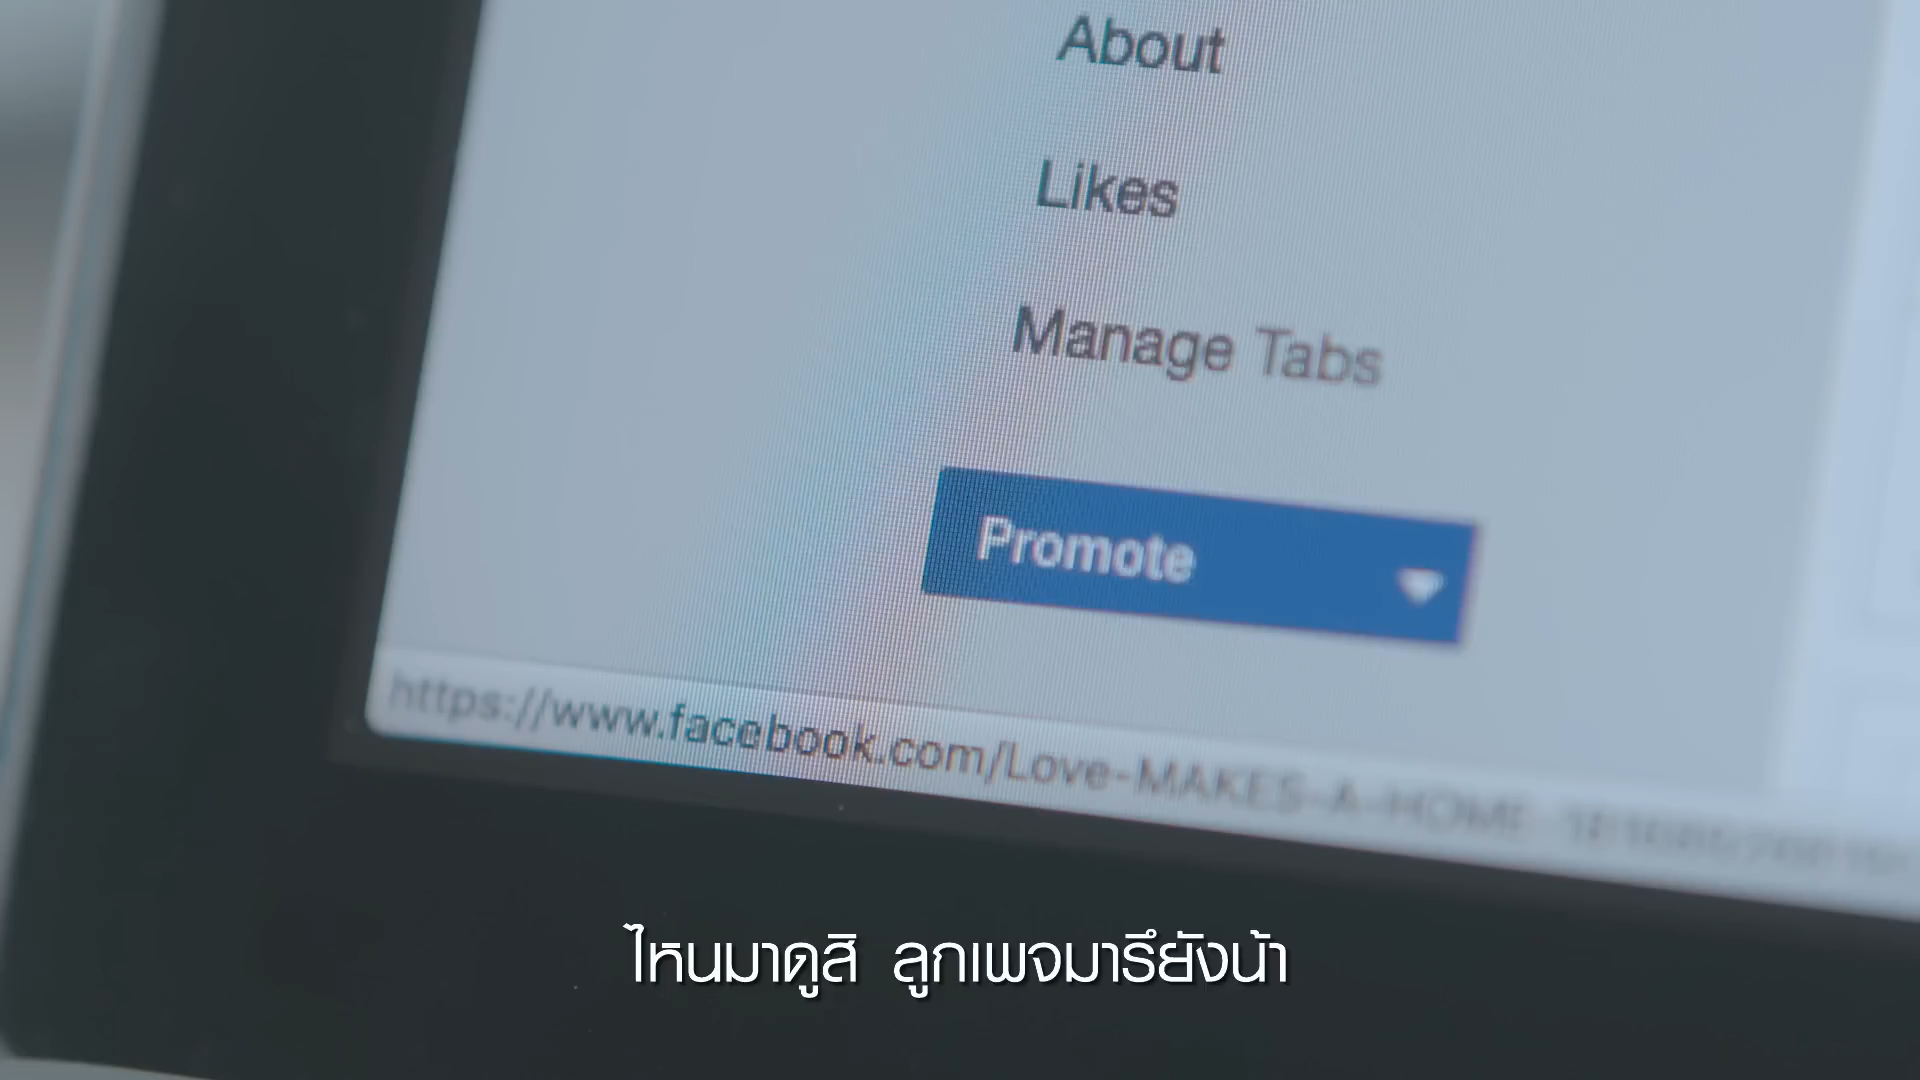 About
Likes
Manage Tabs
Promote
https://www.facebook.com/Love-MAKES-A-HOME-
ไหนมาดูสิ ลูกเพจมารึยังน้า